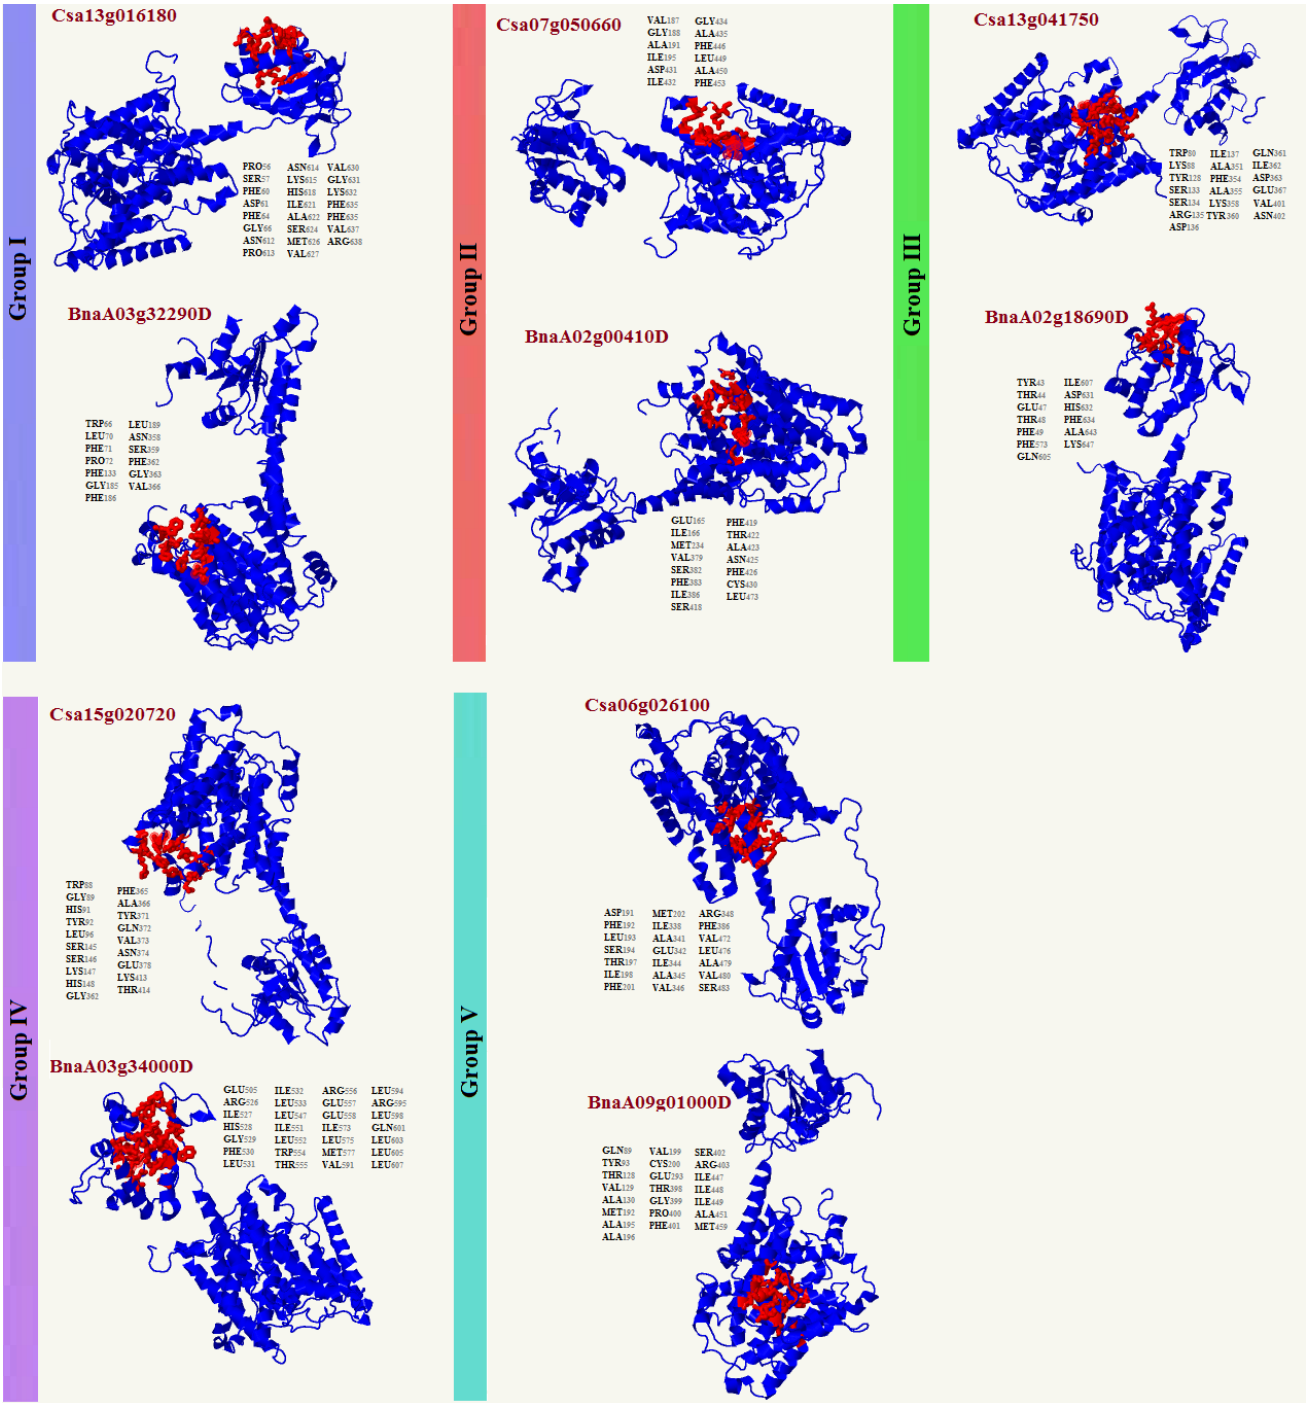 Group I
Csa13g016180
PRO56 ASN614 VAL630
SER57 LYS615 GLY631
PHE60 HIS618 LYS632
ASP61 ILE621 PHE635
PHE64 ALA622 PHE635
GLY66 SER624 VAL637
ASN612 MET626 ARG638
PRO613 VAL627
BnaA03g32290D
TRP66 LEU189
LEU70 ASN358
PHE71 SER359
PRO72 PHE362
PHE133 GLY363
GLY185 VAL366
PHE186
Group II
Csa07g050660
VAL187 GLY434
GLY188 ALA435
ALA191 PHE446
ILE195 LEU449
ASP431 ALA450
ILE432 PHE453
BnaA02g00410D
GLU165 PHE419
ILE166 THR422
MET234 ALA423
VAL379 ASN425
SER382 PHE426
PHE383 CYS430
ILE386 LEU473
SER418
Group III
Csa13g041750
TRP80 ILE137 GLN361
LYS88 ALA351 ILE362
TYR128 PHE354 ASP363
SER133 ALA355 GLU367
SER134 LYS358 VAL401
ARG135 TYR360 ASN402
ASP136
BnaA02g18690D
TYR43 ILE607
THR44 ASP631
GLU47 HIS632
THR48 PHE634
PHE49 ALA643
PHE573 LYS647
GLN605
Group IV
Csa15g020720
TRP88 PHE365
GLY89 ALA366
HIS91 TYR371
TYR92 GLN372
LEU96 VAL373
SER145 ASN374
SER146 GLU378
LYS147 LYS413
HIS148 THR414
GLY362
BnaA03g34000D
GLU505 ILE532 ARG556 LEU594
ARG526 LEU533 GLU557 ARG595
ILE527 LEU547 GLU558 LEU598
HIS528 ILE551 ILE573 GLN601
GLY529 LEU552 LEU575 LEU603
PHE530 TRP554 MET577 LEU605
LEU531 THR555 VAL591 LEU607
Group V
Csa06g026100
ASP191 MET202 ARG348
PHE192 ILE338 PHE386
LEU193 ALA341 VAL472
SER194 GLU342 LEU476
THR197 ILE344 ALA479
ILE198 ALA345 VAL480
PHE201 VAL346 SER483
BnaA09g01000D
GLN89 VAL199 SER402
TYR93 CYS200 ARG403
THR128 GLU293 ILE447
VAL129 THR398 ILE448
ALA130 GLY399 ILE449
MET192 PRO400 ALA451
ALA195 PHE401 MET459
ALA196